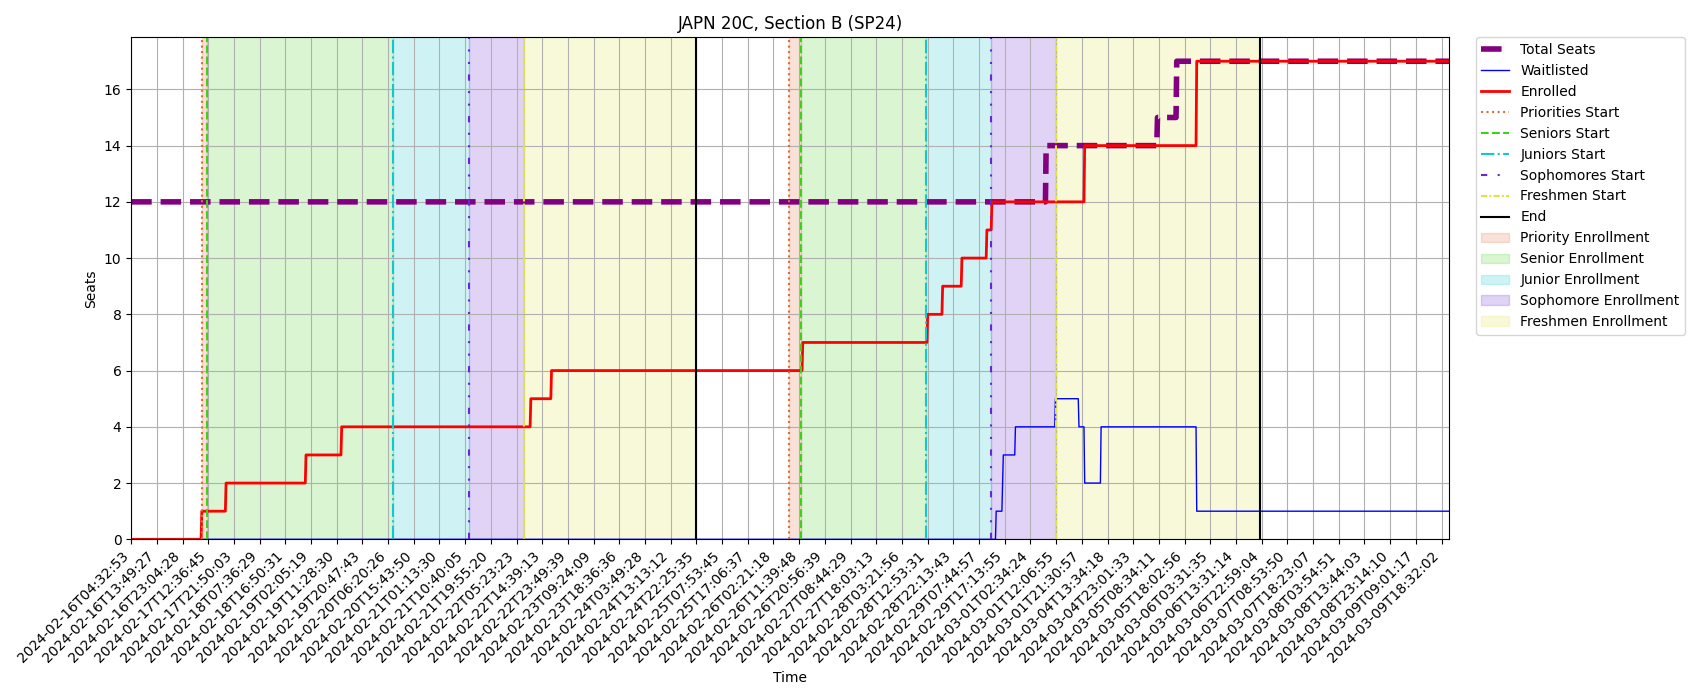 JAPN 20C, Section B (SP24)
Seats
16
14
12
10
8
6
4
2
0
Total Seats
Waitlisted
Enrolled
Priorities Start
Seniors Start
Juniors Start
Sophomores Start
Freshmen Start
End
Priority Enrollment
Senior Enrollment
Junior Enrollment
Sophomore Enrollment
Freshmen Enrollment
2024-02-16T04:32:53
2024-02-16T13:49:27
2024-02-16T23:04:28
2024-02-17T12:36:45
2024-02-17T21:50:03
2024-02-18T07:36:29
2024-02-18T16:50:31
2024-02-19T02:05:19
2024-02-19T11:28:30
2024-02-19T20:47:43
2024-02-20T06:20:26
2024-02-20T15:43:50
2024-02-21T01:13:30
2024-02-21T10:40:05
2024-02-21T19:55:20
2024-02-22T05:23:23
2024-02-22T14:39:13
2024-02-22T23:49:39
2024-02-23T09:24:09
2024-02-23T18:36:36
2024-02-24T03:49:28
2024-02-24T13:13:12
2024-02-24T22:25:35
2024-02-25T07:53:45
2024-02-25T17:06:37
2024-02-26T02:21:18
2024-02-26T11:39:48
2024-02-26T20:56:39
2024-02-27T08:44:29
2024-02-27T18:03:13
2024-02-28T03:21:56
2024-02-28T12:53:31
2024-02-28T22:13:43
2024-02-29T07:44:57
2024-02-29T17:13:55
2024-03-01T02:34:24
2024-03-01T12:06:55
2024-03-01T21:30:57
2024-03-04T13:34:18
2024-03-04T23:01:33
2024-03-05T08:34:11
2024-03-05T18:02:56
2024-03-06T03:31:35
2024-03-06T13:31:14
2024-03-06T22:59:04
2024-03-07T08:53:50
2024-03-07T18:23:07
2024-03-08T03:54:51
2024-03-08T13:44:03
2024-03-08T23:14:10
2024-03-09T09:01:17
2024-03-09T18:32:02
Time